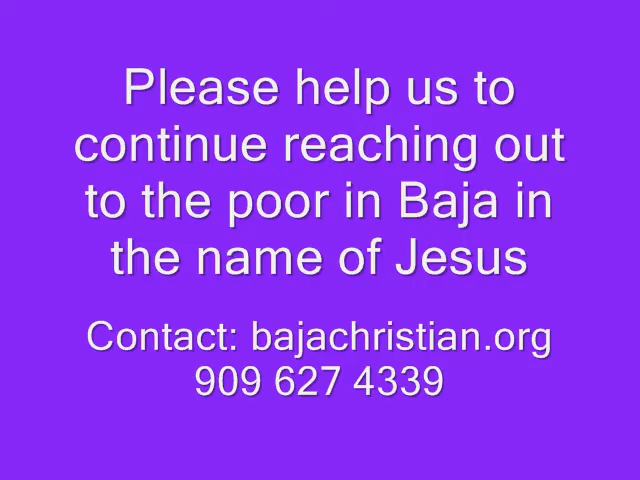 Please help us to
continue reaching out
to the poor in Baja in
the name of Jesus
Contact: bajachristian.org
909 627 4339